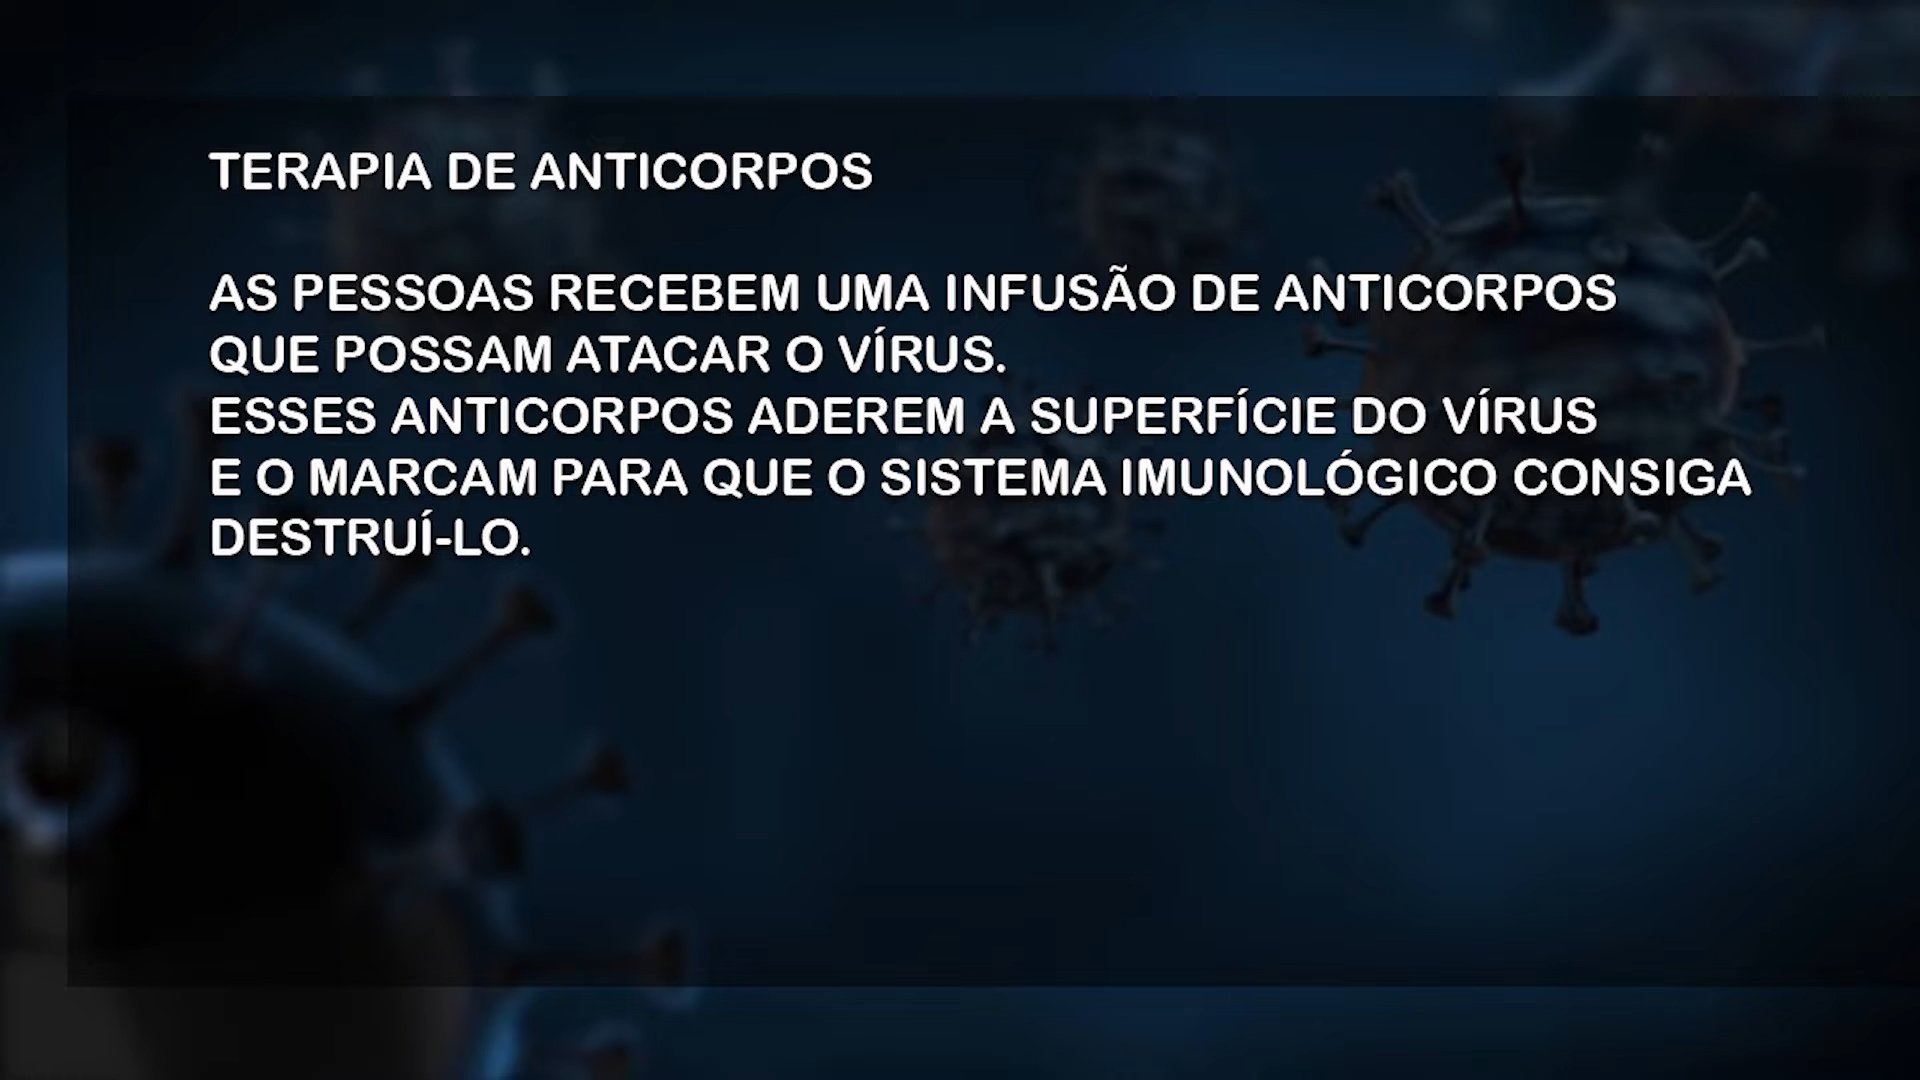 TERAPIA DE ANTICORPOS
AS PESSOAS RECEBEM UMA INFUSÃO DE ANTICORPOS
QUE POSSAM ATACAR O VÍRUS.
ESSES ANTICORPOS ADEREM A SUPERFÍCIE DO VÍRUS
E O MARCAM PARA QUE O SISTEMA IMUNOLÓGICO CONSIGA
DESTRUÍ-LO.